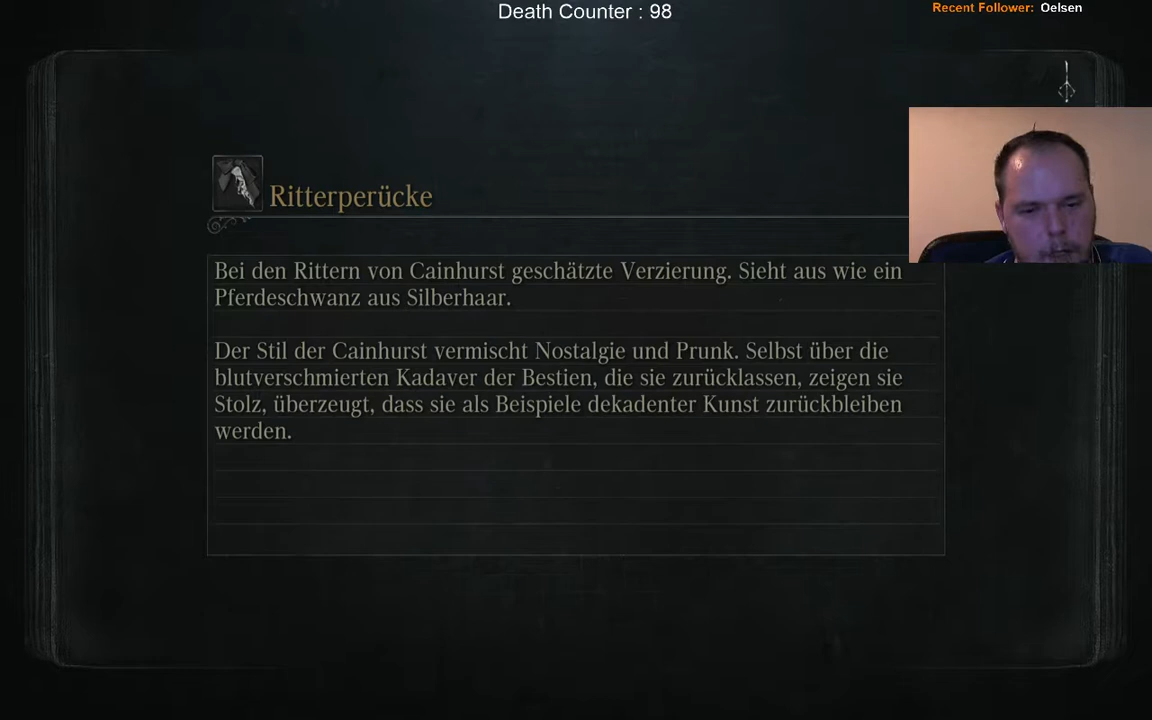 Death Counter : 98
Recent Follower: Oelsen
Ritterperücke
Bei den Rittern von Cainhurst geschätzte Verzierung. Sieht aus wie ein
Pferdeschwanz aus Silberhaar.
Der Stil der Cainhurst vermischt Nostalgie und Prunk. Selbst über die
blutverschmierten Kadaver der Bestien, die sie zurücklassen, zeigen sie
Stolz, überzeugt, dass sie als Beispiele dekadenter Kunst zurückbleiben
werden.